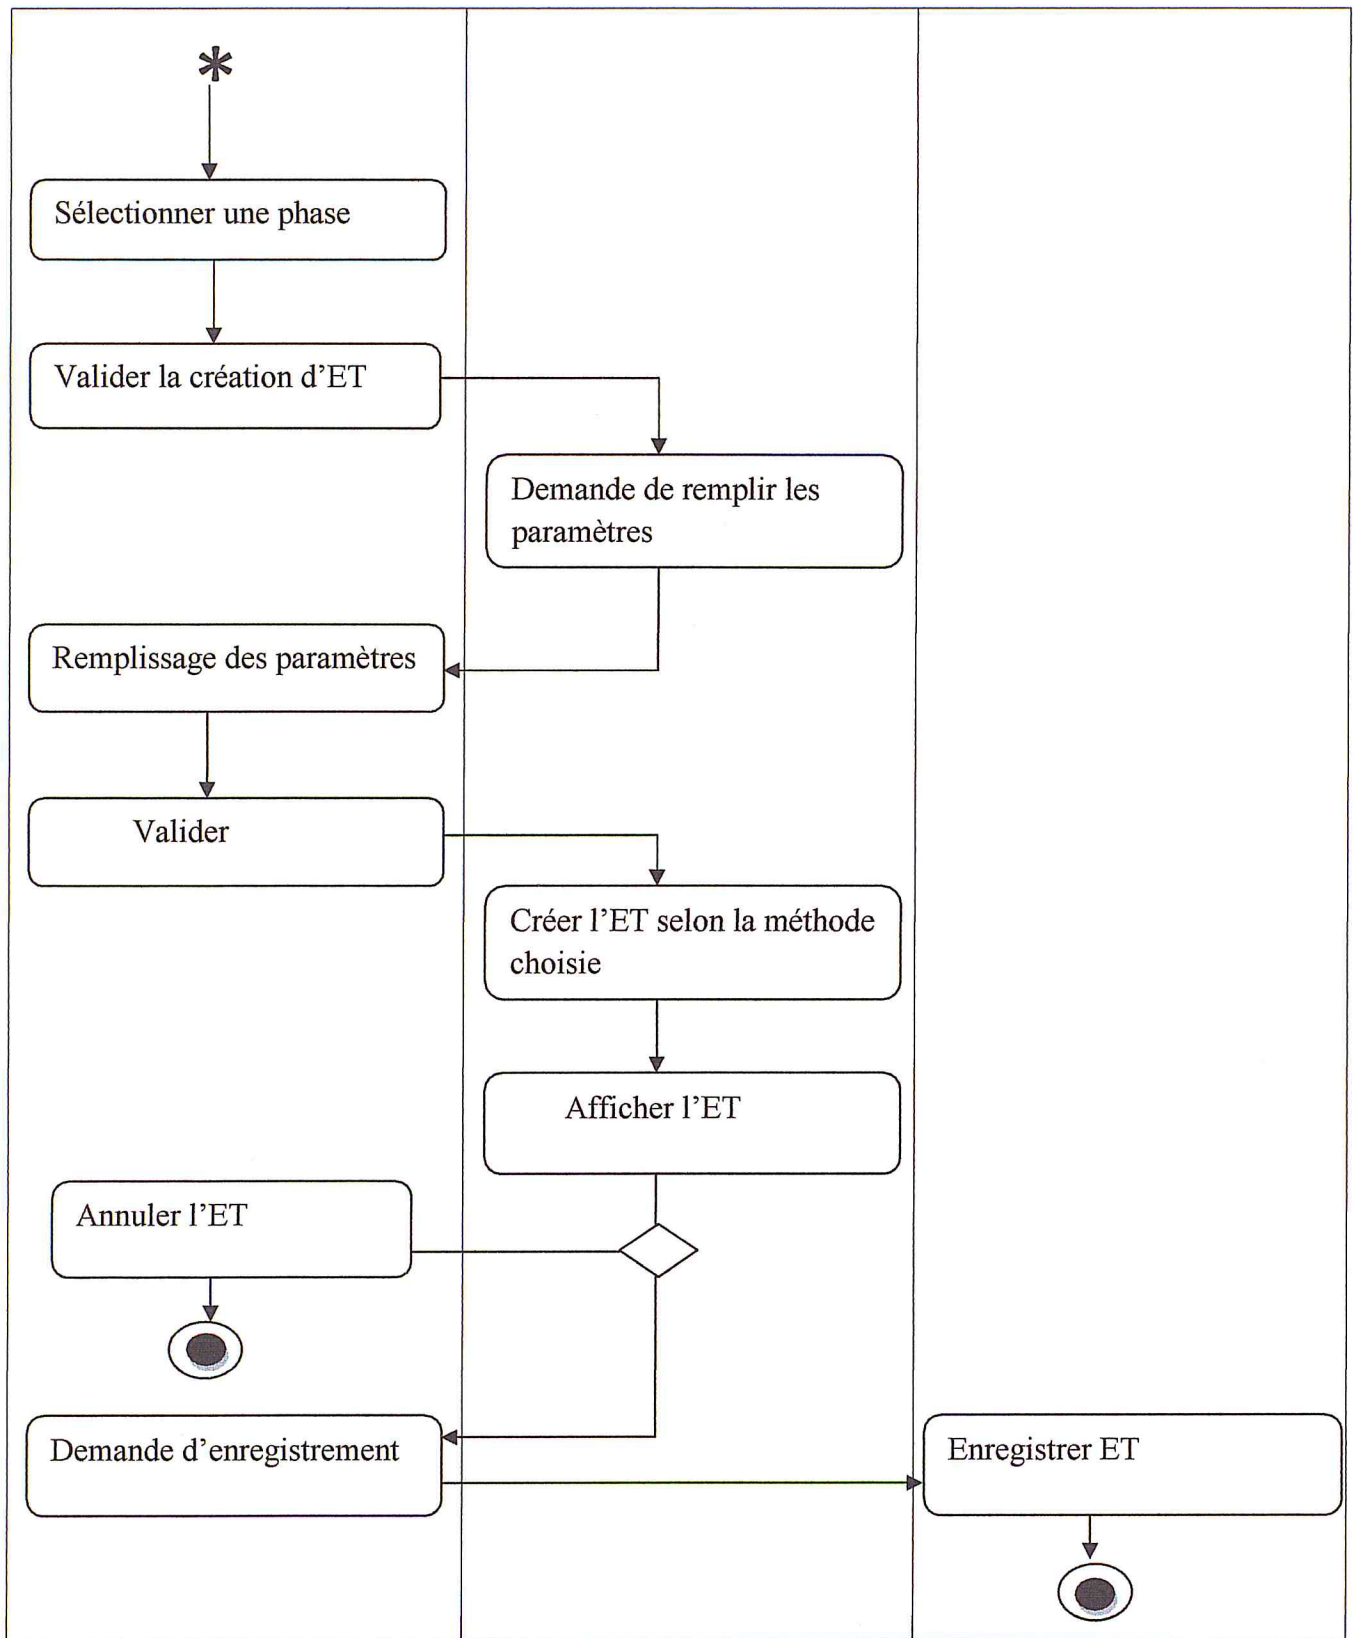 *
Sélectionner une phase
Valider la création d’ET
Demande de remplir les
paramètres
Remplissage des paramètres
Valider
Créer l’ET selon la méthode
choisie
Afficher l’ET
Annuler l’ET
Demande d’enregistrement
Enregistrer ET